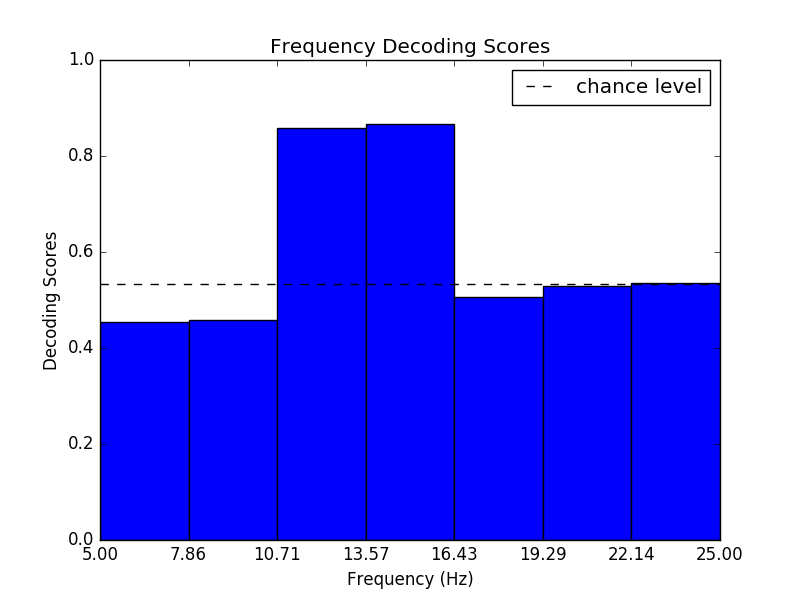 Frequency Decoding Scores
chance level
Decoding Scores
1.0
0.8
0.6
0.4
0.2
0.0
5.00 7.86 10.71 13.57 16.43 19.29 22.14 25.00
Frequency (Hz)